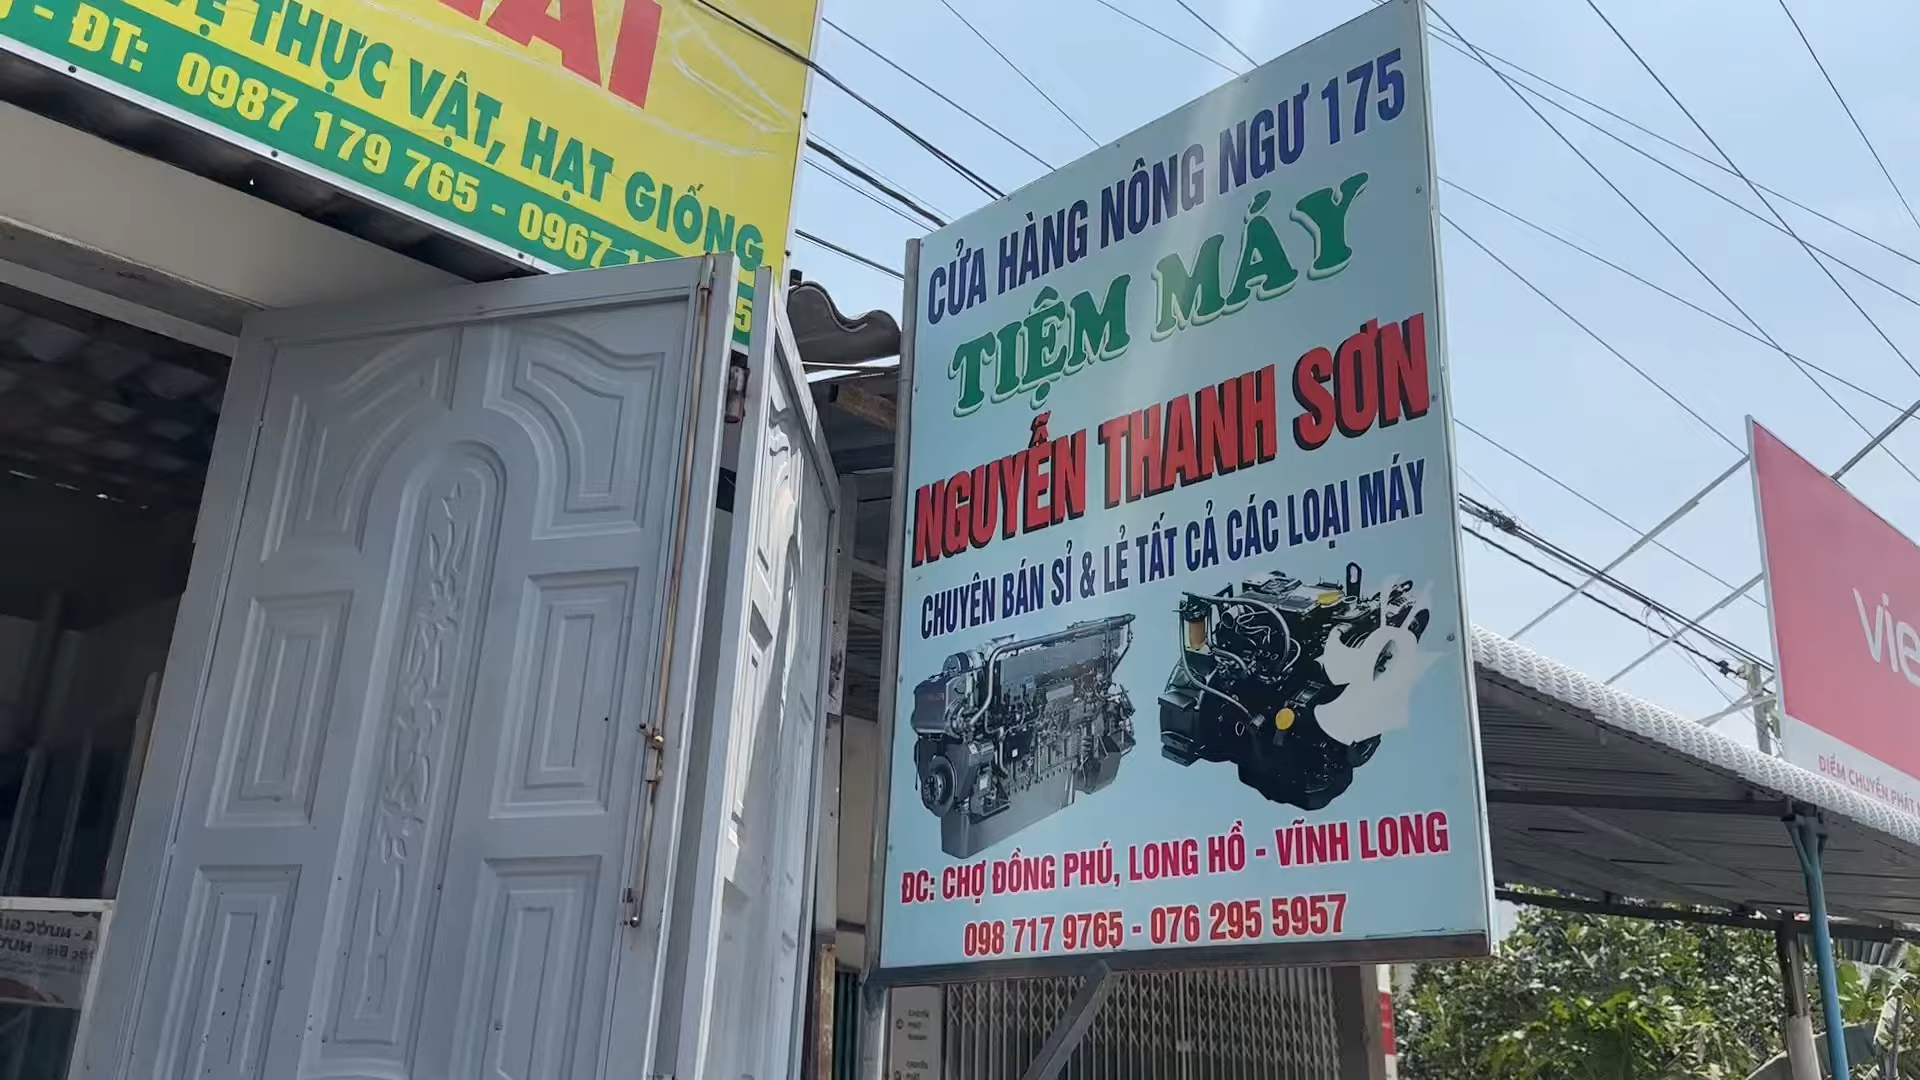 ĐT: 0987 179 765 - 0967
THỰC VẬT, HẠT GIỐNG
CỬA HÀNG NÔNG NGƯ 175
TIỆM MÁY
NGUYỄN THANH SƠN
CHUYÊN BÁN SỈ & LẺ TẤT CẢ CÁC LOẠI MÁY
ĐC: CHỢ ĐỒNG PHÚ, LONG HỒ - VĨNH LONG
098 717 9765 - 076 295 5957
ĐIỂM CHUYỂN PHÁT